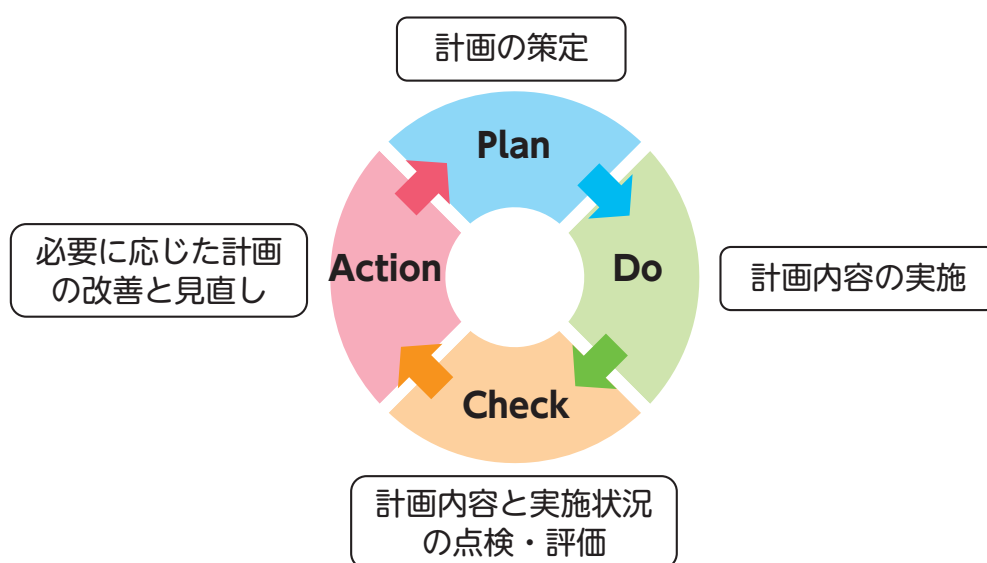 計画の策定
Plan
必要に応じた計画
の改善と見直し
Action
Do
計画内容の実施
Check
計画内容と実施状況
の点検・評価